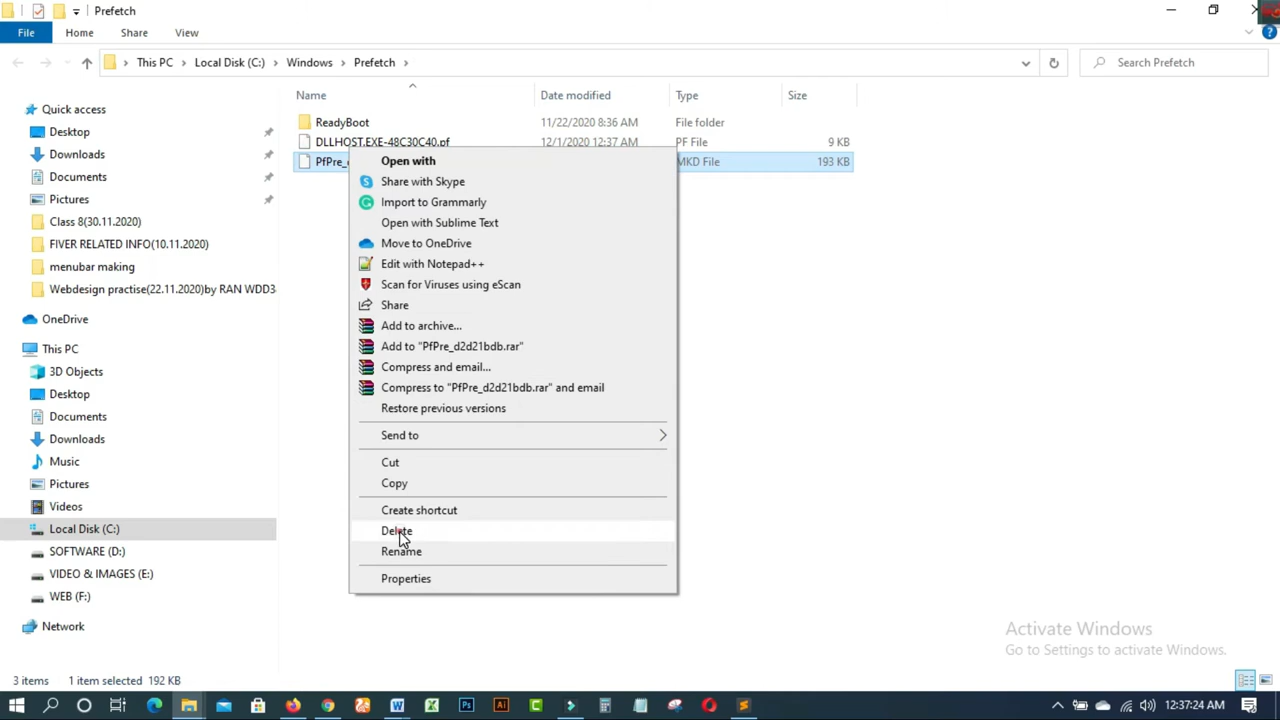 Prefetch
File Home Share View
This PC Local Disk (C:) Windows Prefetch
Search Prefetch
Name Date modified Type Size
Quick access
Desktop
Downloads
Documents
Pictures
Class 8(30.11.2020)
FIVER RELATED INFO(10.11.2020)
menubar making
Webdesign practise(22.11.2020)by RAN WDD3
OneDrive
This PC
3D Objects
Desktop
Documents
Downloads
Music
Pictures
Videos
Local Disk (C:)
SOFTWARE (D:)
VIDEO & IMAGES (E:)
WEB (F:)
Network
ReadyBoot 11/22/2020 8:36 AM File folder
DLLHOST.EXE-48C30C40.pf 12/1/2020 12:37 AM PF File 9 KB
PfPre_ MKD File 193 KB
Open with
Share with Skype
Import to Grammarly
Open with Sublime Text
Move to OneDrive
Edit with Notepad++
Scan for Viruses using eScan
Share
Add to archive...
Add to "PfPre_d2d21bdb.rar"
Compress and email...
Compress to "PfPre_d2d21bdb.rar" and email
Restore previous versions
Send to
Cut
Copy
Create shortcut
Delete
Rename
Properties
Activate Windows
Go to Settings to activate Windows.
3 items 1 item selected 192 KB
12:37:24 AM